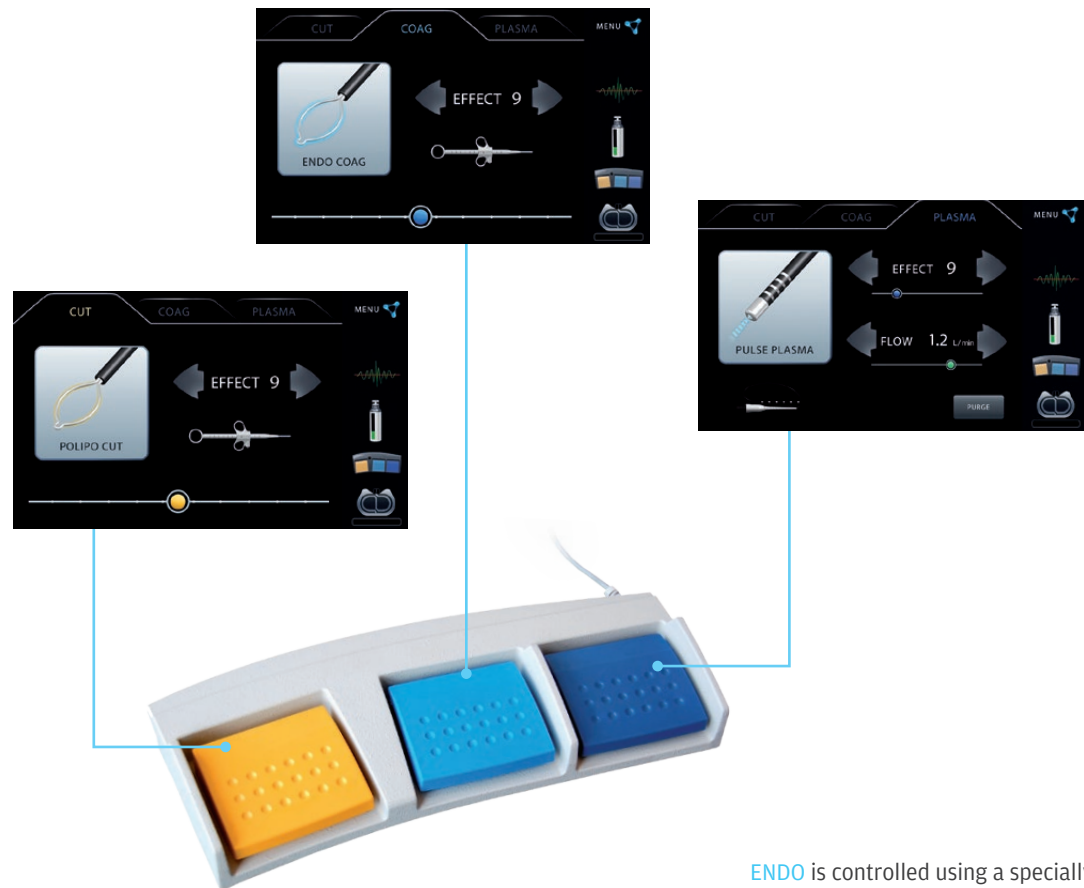 CUT COAG PLASMA MENU
EFFECT 9
ENDO COAG
CUT COAG PLASMA MENU
EFFECT 9
FLOW 1.2 L/min
PULSE PLASMA
PURGE
CUT COAG PLASMA MENU
EFFECT 9
POLIPO CUT
ENDO is controlled using a speciall